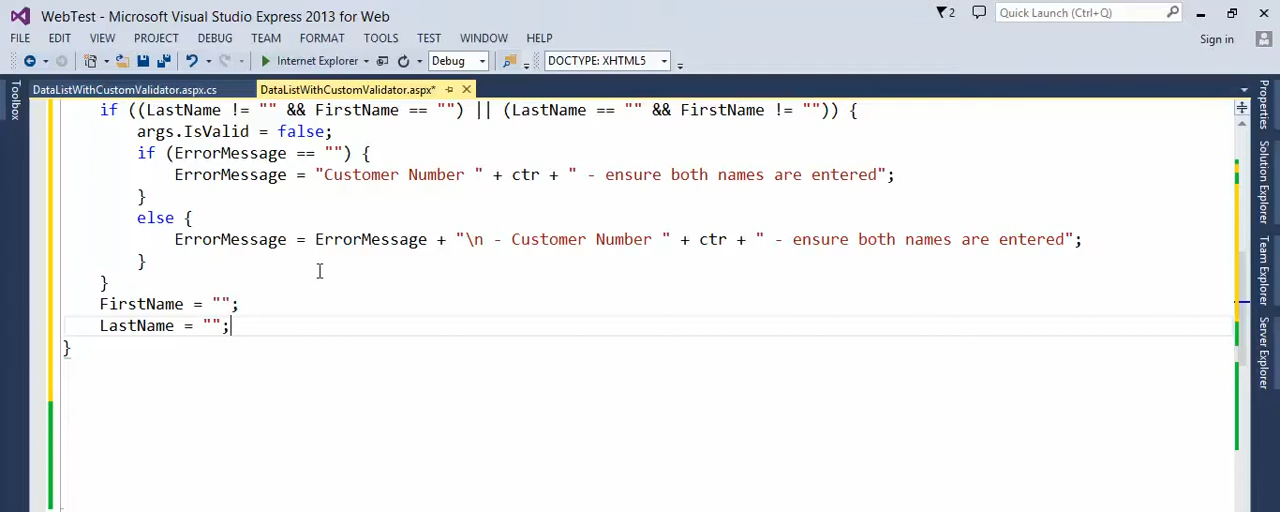 WebTest - Microsoft Visual Studio Express 2013 for Web
2
Quick Launch (Ctrl+Q)
FILE EDIT VIEW PROJECT DEBUG TEAM FORMAT TOOLS TEST WINDOW HELP
Sign in
Internet Explorer Debug DOCTYPE: XHTML5
DataListWithCustomValidator.aspx.cs DataListWithCustomValidator.aspx*
Toolbox
if ((LastName != "" && FirstName == "") || (LastName == "" && FirstName != "")) {
args.IsValid = false;
if (ErrorMessage == "") {
ErrorMessage = "Customer Number " + ctr + " - ensure both names are entered";
}
else {
ErrorMessage = ErrorMessage + "\n - Customer Number " + ctr + " - ensure both names are entered";
}
}
FirstName = "";
LastName = "";
}
Properties
Solution Explorer
Team Explorer
Server Explorer